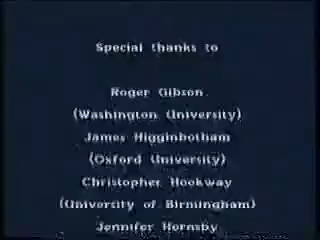 Special thanks to
Roger Gibson
(Washington University)
James Higginbotham
(Oxford University)
Christopher Hookway
(University of Birmingham)
Jennifer Hornsby